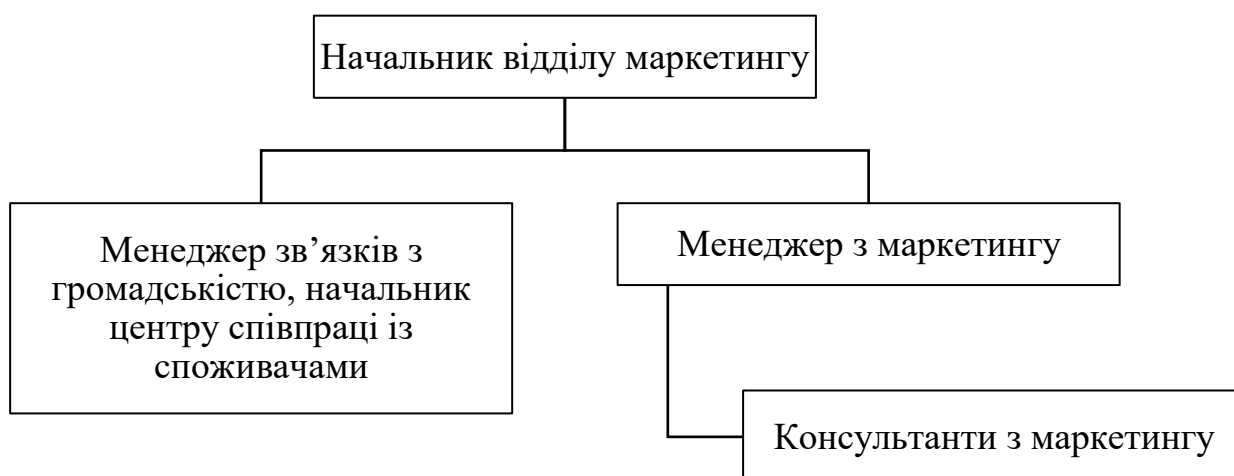 Начальник відділу маркетингу
Менеджер зв’язків з
громадськістю, начальник
центру співпраці із
споживачами
Менеджер з маркетингу
Консультанти з маркетингу